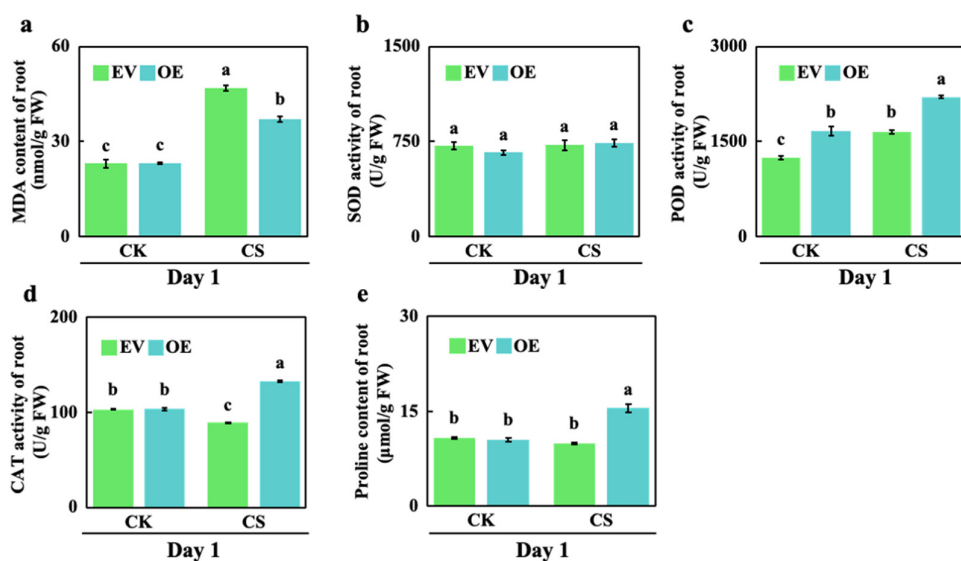 a
MDA content of root
(nmol/g FW)
60
30
0
EV OE
c c a b
CK CS
Day 1
b
SOD activity of root
(U/g FW)
1500
750
0
EV OE
a a a a
CK CS
Day 1
c
POD activity of root
(U/g FW)
3000
1500
0
EV OE
c b b a
CK CS
Day 1
d
CAT activity of root
(U/g FW)
200
100
0
EV OE
b b c a
CK CS
Day 1
e
Proline content of root
(μmol/g FW)
30
15
0
EV OE
b b b a
CK CS
Day 1